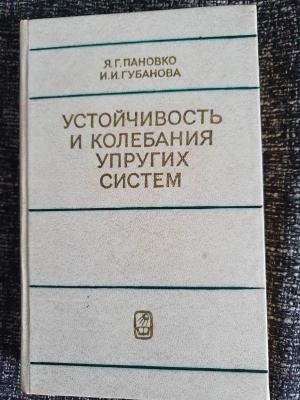 Я. Г. ПАНОВКО
И. И. ГУБАНОВА
УСТОЙЧИВОСТЬ
И КОЛЕБАНИЯ
УПРУГИХ
СИСТЕМ